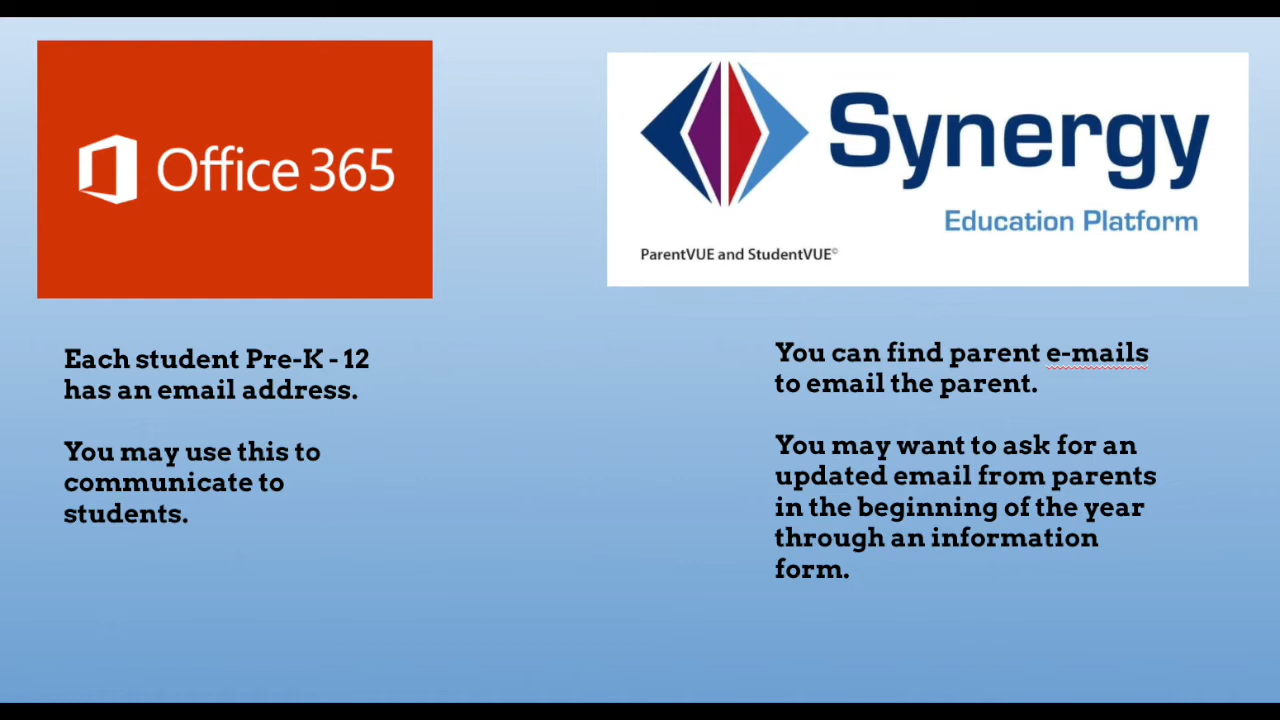 Office 365
Each student Pre-K - 12
has an email address.
You may use this to
communicate to
students.
Synergy
Education Platform
ParentVUE and StudentVUE©
You can find parent e-mails
to email the parent.
You may want to ask for an
updated email from parents
in the beginning of the year
through an information
form.